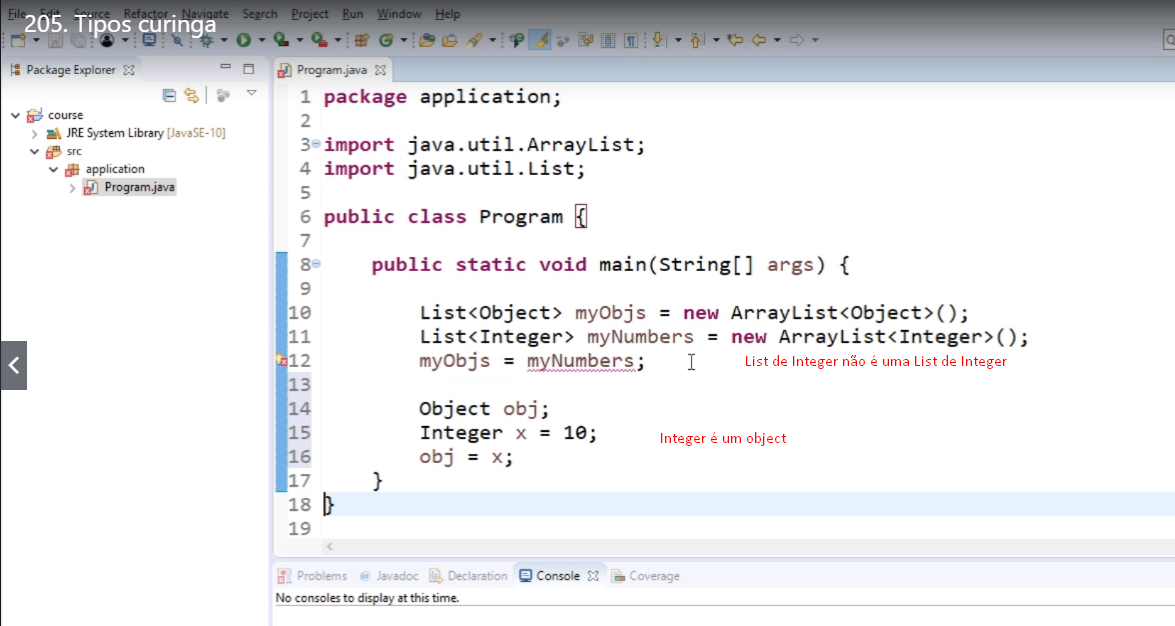 File Edit Source Refactor Navigate Search Project Run Window Help
205. Tipos curinga
Package Explorer
course
JRE System Library [JavaSE-10]
src
application
Program.java
Program.java
1 package application;
2
3 import java.util.ArrayList;
4 import java.util.List;
5
6 public class Program {
7
8 public static void main(String[] args) {
9
10 List<Object> myObjs = new ArrayList<Object>();
11 List<Integer> myNumbers = new ArrayList<Integer>();
12 myObjs = myNumbers; List de Integer não é uma List de Integer
13
14 Object obj;
15 Integer x = 10; Integer é um object
16 obj = x;
17 }
18 }
19
Problems Javadoc Declaration Console Coverage
No consoles to display at this time.